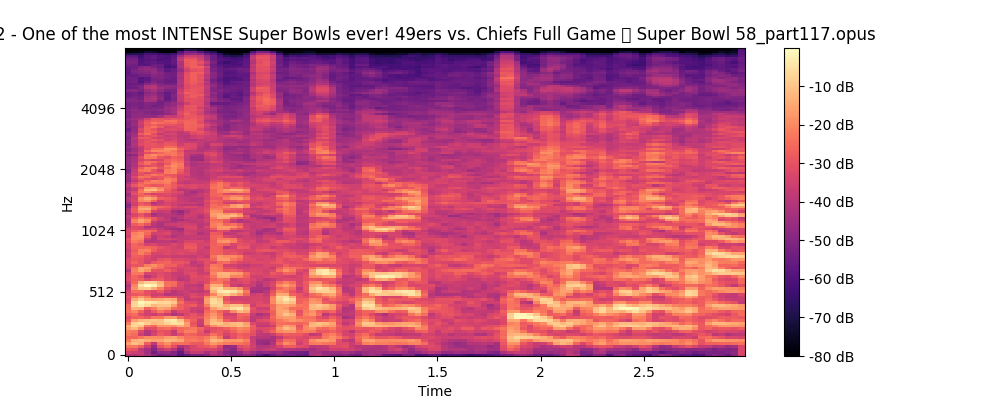 2 - One of the most INTENSE Super Bowls ever! 49ers vs. Chiefs Full Game Super Bowl 58_part117.opus
Hz
4096
2048
1024
512
0
0
0.5
1
1.5
2
2.5
Time
-10 dB
-20 dB
-30 dB
-40 dB
-50 dB
-60 dB
-70 dB
-80 dB